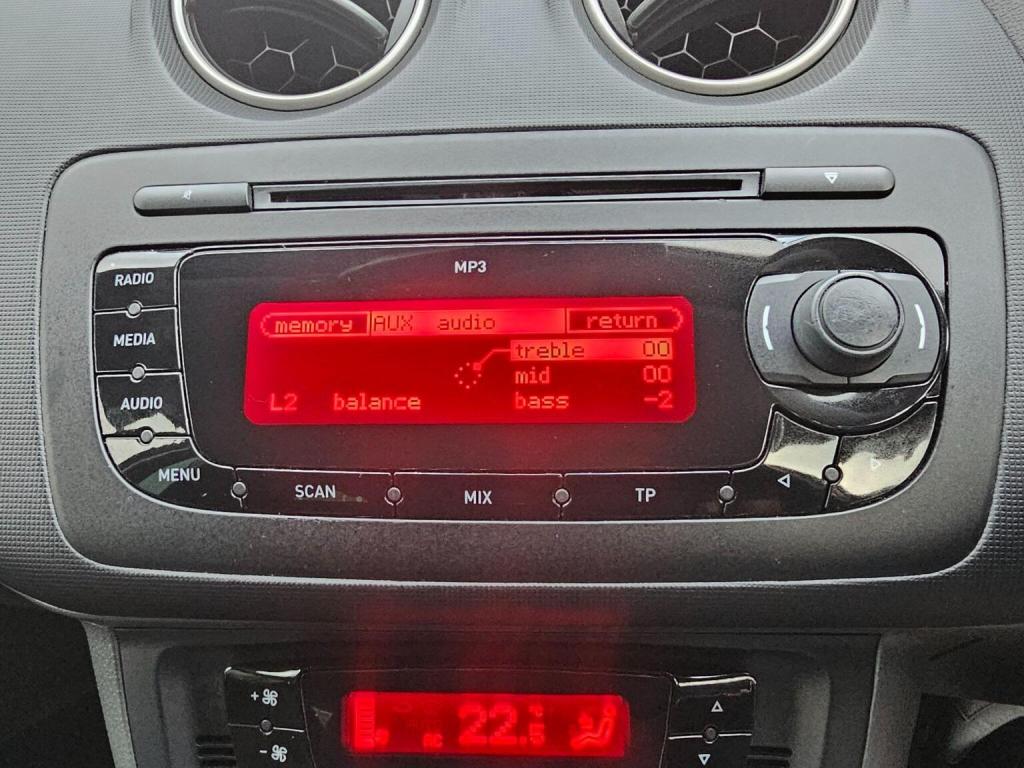 MP3
RADIO
MEDIA
AUDIO
MENU
memory AUX audio return
treble 00
mid 00
L2 balance bass -2
SCAN MIX TP
+
22.
-